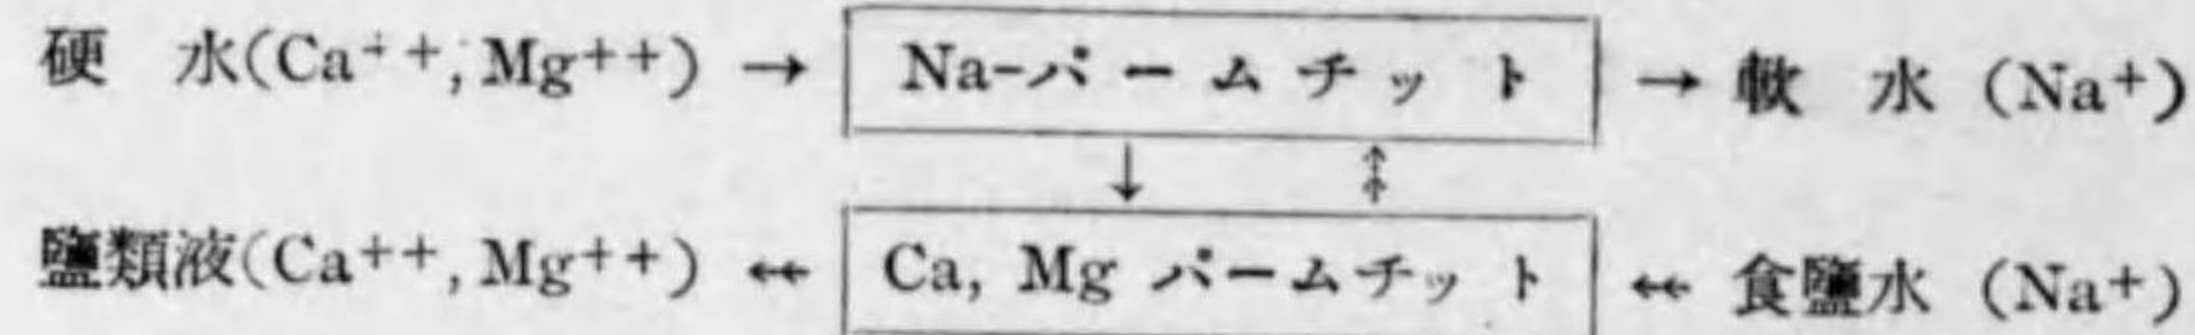 硬　水(Ca⁺⁺, Mg⁺⁺) → Na-パームチット → 軟　水 (Na⁺)
↓ ↟
鹽類液(Ca⁺⁺, Mg⁺⁺) ↞ Ca, Mg パームチット ↞ 食鹽水 (Na⁺)